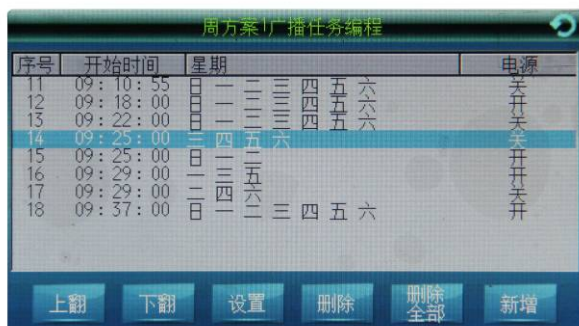 周方案1广播任务编程
序号 开始时间 星期 电源
11 09:10:55 日 一 二 三 四 五 六 关
12 09:18:00 日 一 二 三 四 五 六 开
13 09:22:00 日 一 二 三 四 五 六 关
14 09:25:00 三 四 五 六 关
15 09:25:00 日 一 二 开
16 09:29:00 一 三 五 开
17 09:29:00 二 四 六 关
18 09:37:00 日 一 二 三 四 五 六 开
上翻 下翻 设置 删除 删除全部 新增